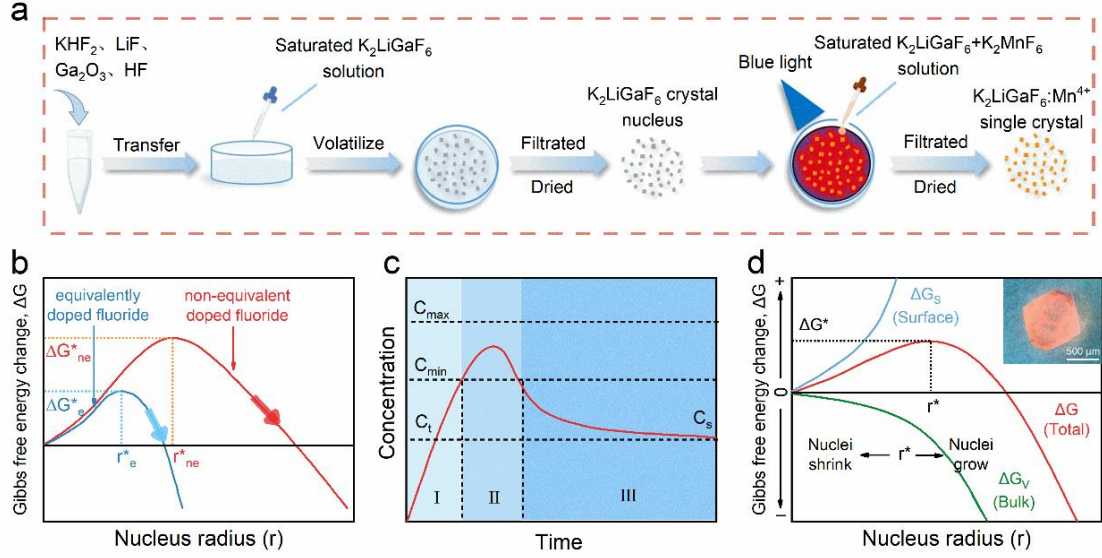 a
KHF₂、LiF、
Ga₂O₃、HF
Transfer
Saturated K₂LiGaF₆
solution
Volatilize
Filtrated
Dried
K₂LiGaF₆ crystal
nucleus
Blue light
Saturated K₂LiGaF₆+K₂MnF₆
solution
Filtrated
Dried
K₂LiGaF₆:Mn⁴⁺
single crystal
b
Gibbs free energy change, ΔG
equivalently
doped fluoride
non-equivalent
doped fluoride
ΔG*ne
ΔG*e
r*e
r*ne
Nucleus radius (r)
c
Concentration
Cmax
Cmin
Ct
Cs
I
II
III
Time
d
Gibbs free energy change, ΔG
+
0
−
ΔG*
ΔGS
(Surface)
500 μm
r*
ΔG
(Total)
Nuclei
shrink
r*
Nuclei
grow
ΔGV
(Bulk)
Nucleus radius (r)